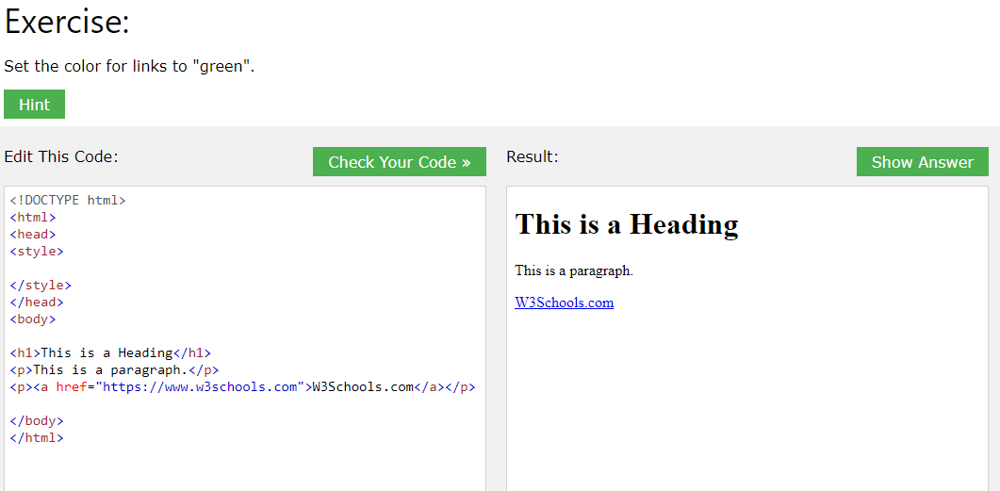 Exercise:
Set the color for links to "green".
Hint
Edit This Code:
Check Your Code »
<!DOCTYPE html>
<html>
<head>
<style>
</style>
</head>
<body>
<h1>This is a Heading</h1>
<p>This is a paragraph.</p>
<p><a href="https://www.w3schools.com">W3Schools.com</a></p>
</body>
</html>
Result:
Show Answer
This is a Heading
This is a paragraph.
W3Schools.com